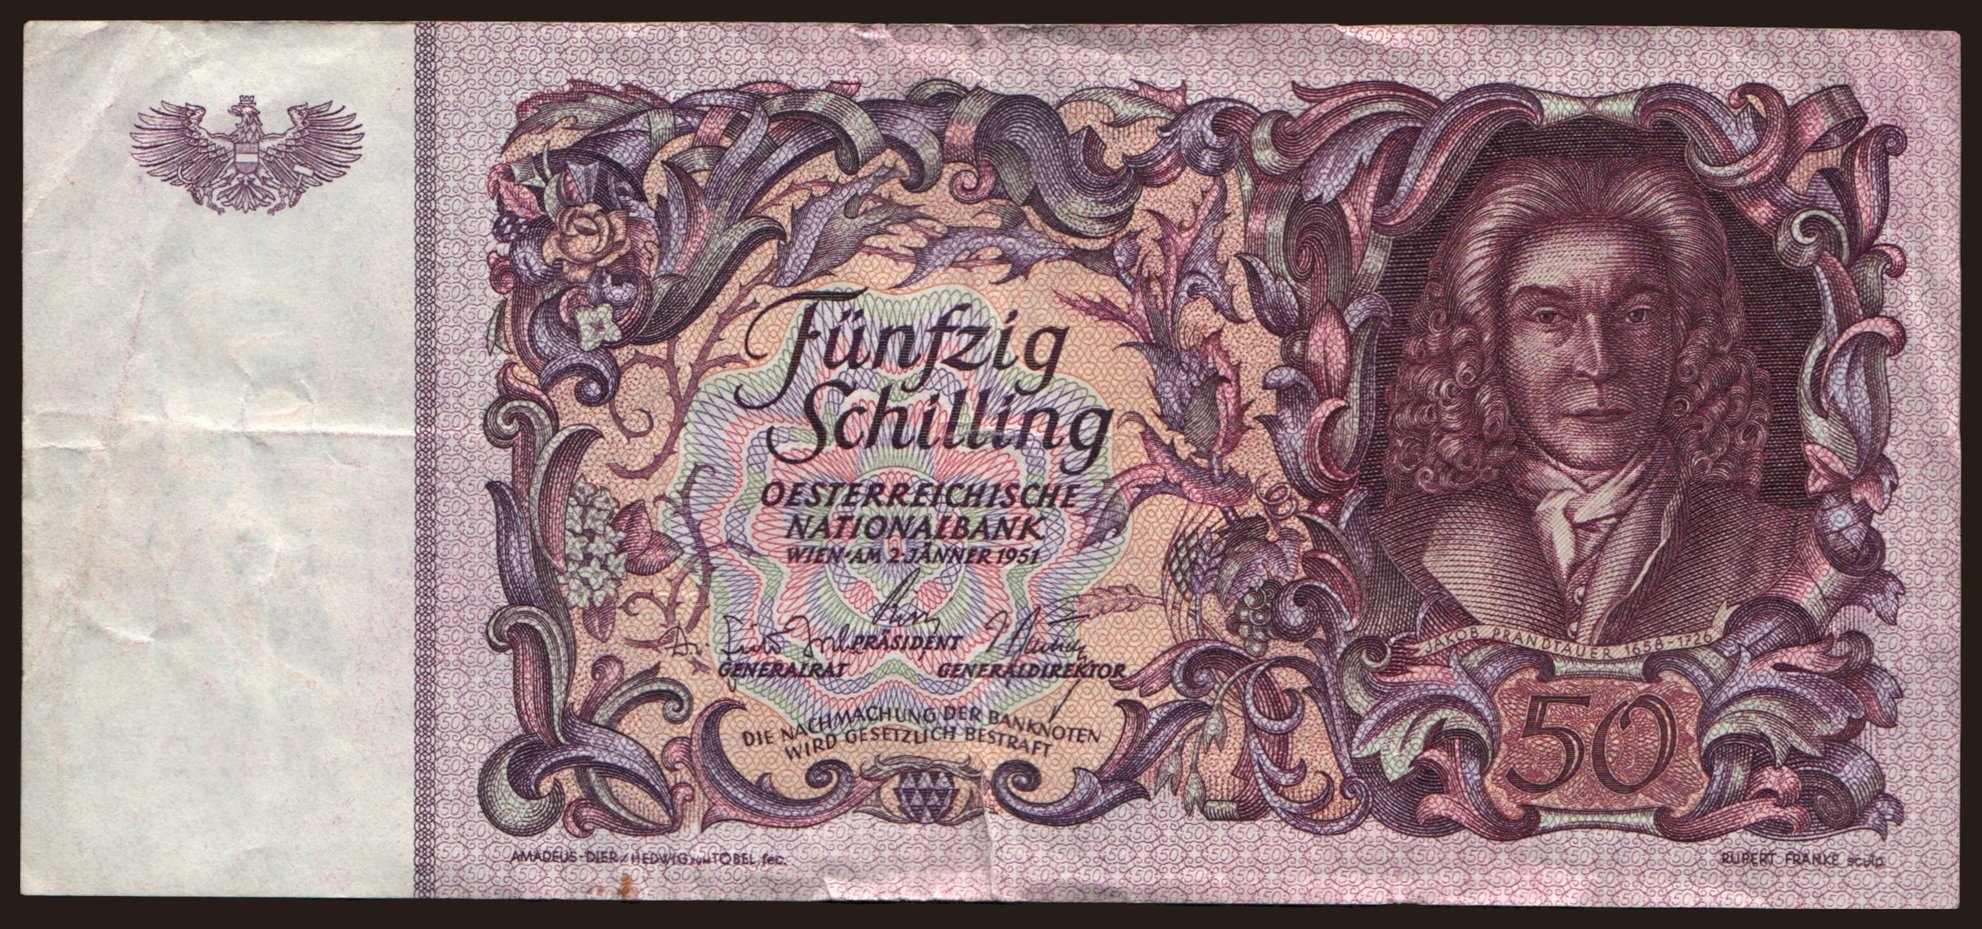 Fünfzig
Schilling
OESTERREICHISCHE
NATIONALBANK
WIEN·AM 2·JÄNNER 1951
PRÄSIDENT
GENERALRAT
GENERALDIREKTOR
DIE NACHMACHUNG DER BANKNOTEN
WIRD GESETZLICH BESTRAFT
JAKOB PRANDTAUER 1658-1726
50
AMADEUS-DIER/HEDWIG TOBEL fec.
RUPERT FRANKE sculp.